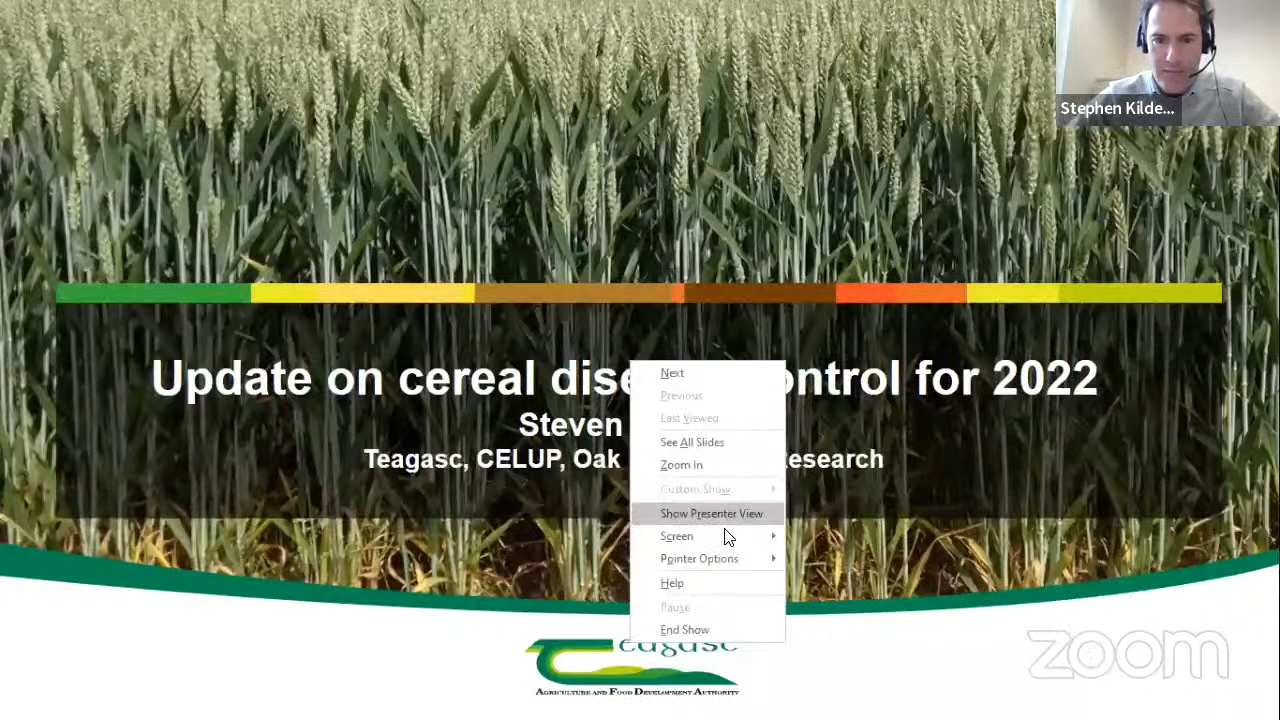 Stephen Kilde...
Update on cereal dise ontrol for 2022
Steven
Teagasc, CELUP, Oak esearch
Next
Previous
Last Viewed
See All Slides
Zoom In
Custom Show
Show Presenter View
Screen
Pointer Options
Help
Pause
End Show
eagasc
AGRICULTURE AND FOOD DEVELOPMENT AUTHORITY
zoom